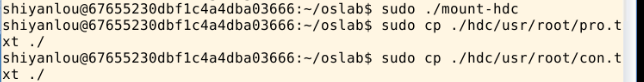 shiyanlou@67655230dbf1c4a4dba03666:~/oslab$ sudo ./mount-hdc
shiyanlou@67655230dbf1c4a4dba03666:~/oslab$ sudo cp ./hdc/usr/root/pro.t
xt ./
shiyanlou@67655230dbf1c4a4dba03666:~/oslab$ sudo cp ./hdc/usr/root/con.t
xt ./